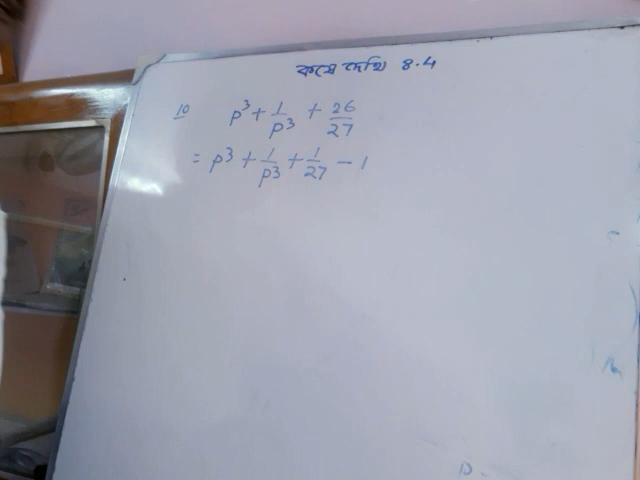 কষে দেখি 8.4
10 p³ + 1/p³ + 26/27
= p³ + 1/p³ + 1/27 - 1